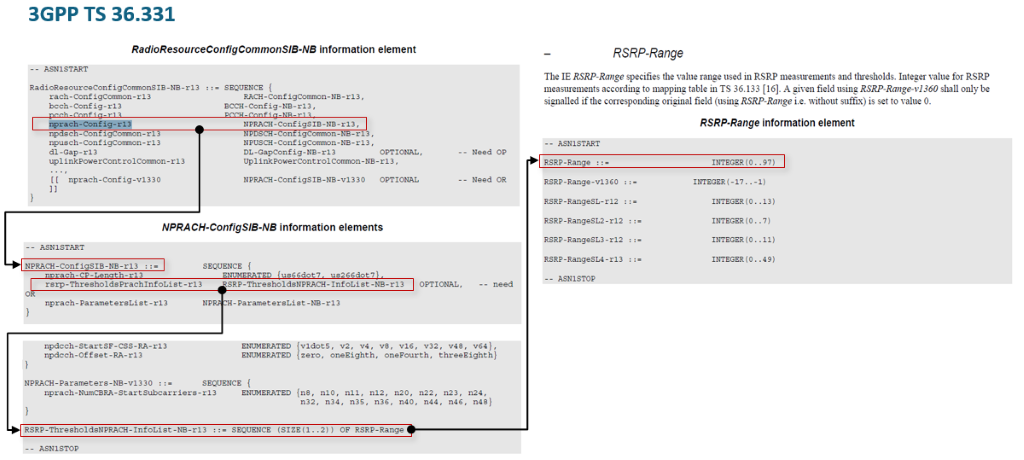 3GPP TS 36.331
RadioResourceConfigCommonSIB-NB information element
-- ASN1START
RadioResourceConfigCommonSIB-NB-r13 ::= SEQUENCE {
rach-ConfigCommon-r13 RACH-ConfigCommon-NB-r13,
bcch-Config-r13 BCCH-Config-NB-r13,
pcch-Config-r13 PCCH-Config-NB-r13,
nprach-Config-r13 NPRACH-ConfigSIB-NB-r13,
npdsch-ConfigCommon-r13 NPDSCH-ConfigCommon-NB-r13,
npusch-ConfigCommon-r13 NPUSCH-ConfigCommon-NB-r13,
dl-Gap-r13 DL-GapConfig-NB-r13 OPTIONAL, -- Need OP
uplinkPowerControlCommon-r13 UplinkPowerControlCommon-NB-r13,
...,
[[ nprach-Config-v1330 NPRACH-ConfigSIB-NB-v1330 OPTIONAL -- Need OR
]]
}
NPRACH-ConfigSIB-NB information elements
-- ASN1START
NPRACH-ConfigSIB-NB-r13 ::= SEQUENCE {
nprach-CP-Length-r13 ENUMERATED {us66dot7, us266dot7},
rsrp-ThresholdsPrachInfoList-r13 RSRP-ThresholdsNPRACH-InfoList-NB-r13 OPTIONAL, -- need
OR
nprach-ParametersList-r13 NPRACH-ParametersList-NB-r13
}
npdcch-StartSF-CSS-RA-r13 ENUMERATED {v1dot5, v2, v4, v8, v16, v32, v48, v64},
npdcch-Offset-RA-r13 ENUMERATED {zero, oneEighth, oneFourth, threeEighth}
}
NPRACH-Parameters-NB-v1330 ::= SEQUENCE {
nprach-NumCBRA-StartSubcarriers-r13 ENUMERATED {n8, n10, n11, n12, n20, n22, n23, n24,
n32, n34, n35, n36, n40, n44, n46, n48}
}
RSRP-ThresholdsNPRACH-InfoList-NB-r13 ::= SEQUENCE (SIZE(1..2)) OF RSRP-Range
-- ASN1STOP
– RSRP-Range
The IE RSRP-Range specifies the value range used in RSRP measurements and thresholds. Integer value for RSRP
measurements according to mapping table in TS 36.133 [16]. A given field using RSRP-Range-v1360 shall only be
signalled if the corresponding original field (using RSRP-Range i.e. without suffix) is set to value 0.
RSRP-Range information element
-- ASN1START
RSRP-Range ::= INTEGER(0..97)
RSRP-Range-v1360 ::= INTEGER(-17..-1)
RSRP-RangeSL-r12 ::= INTEGER(0..13)
RSRP-RangeSL2-r12 ::= INTEGER(0..7)
RSRP-RangeSL3-r12 ::= INTEGER(0..11)
RSRP-RangeSL4-r13 ::= INTEGER(0..49)
-- ASN1STOP